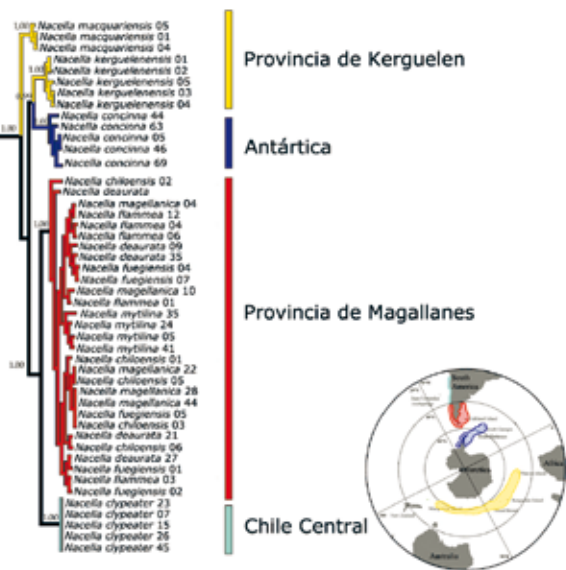 1,00
Nacella macquariensis 05
Nacella macquariensis 01
Nacella macquariensis 04
Nacella kerguelenensis 01
Nacella kerguelenensis 02
Nacella kerguelenensis 05
Nacella kerguelenensis 03
Nacella kerguelenensis 04
Provincia de Kerguelen
Nacella concinna 44
Nacella concinna 63
Nacella concinna 05
Nacella concinna 46
Nacella concinna 69
Antártica
1,00
Nacella chiloensis 02
Nacella deaurata
Nacella magellanica 04
Nacella flammea 12
Nacella flammea 04
Nacella flammea 06
1,00
Nacella deaurata 09
Nacella deaurata 35
Nacella fuegiensis 04
Nacella fuegiensis 07
Nacella magellanica 10
Nacella flammea 01
Nacella mytilina 35
Nacella mytilina 24
Nacella mytilina 05
Nacella mytilina 41
Nacella chiloensis 01
Nacella magellanica 22
Nacella chiloensis 05
Nacella magellanica 28
Nacella magellanica 44
Nacella fuegiensis 05
Nacella chiloensis 03
Nacella deaurata 21
Nacella chiloensis 06
Nacella deaurata 27
Nacella fuegiensis 01
Nacella flammea 03
Nacella fuegiensis 02
Provincia de Magallanes
1,00
Nacella clypeater 23
Nacella clypeater 07
Nacella clypeater 15
Nacella clypeater 26
Nacella clypeater 45
1,00
Chile Central
South
America
Antarctica
Africa
Australia